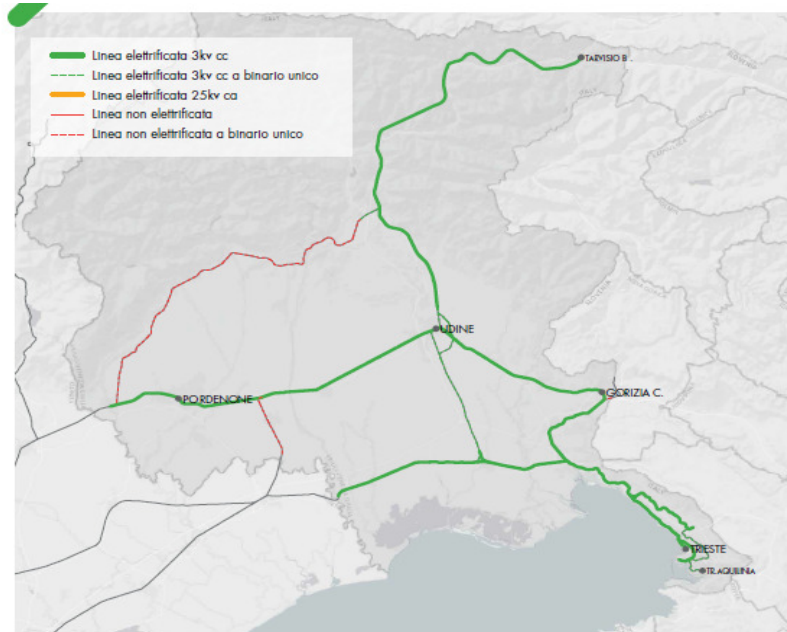 Linea elettrificata 3kv cc
Linea elettrificata 3kv cc a binario unico
Linea elettrificata 25kv ca
Linea non elettrificata
Linea non elettrificata a binario unico
TARVISIO B .
UDINE
PORDENONE
GORIZIA C.
TRIESTE
TR.AQUILINIA